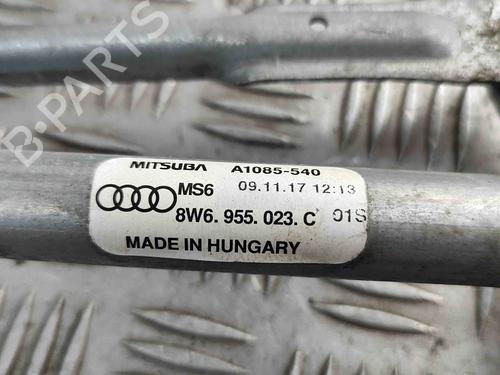 B-PARTS
MITSUBA A1085-540
MS6 09.11.17 12:13
8W6. 955. 023. C 01S
MADE IN HUNGARY